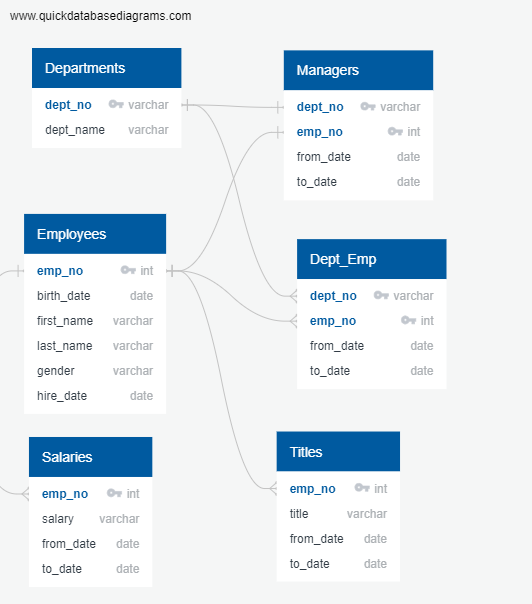 www.quickdatabasediagrams.com
Departments
dept_no varchar
dept_name varchar
Managers
dept_no varchar
emp_no int
from_date date
to_date date
Employees
emp_no int
birth_date date
first_name varchar
last_name varchar
gender varchar
hire_date date
Dept_Emp
dept_no varchar
emp_no int
from_date date
to_date date
Salaries
emp_no int
salary varchar
from_date date
to_date date
Titles
emp_no int
title varchar
from_date date
to_date date